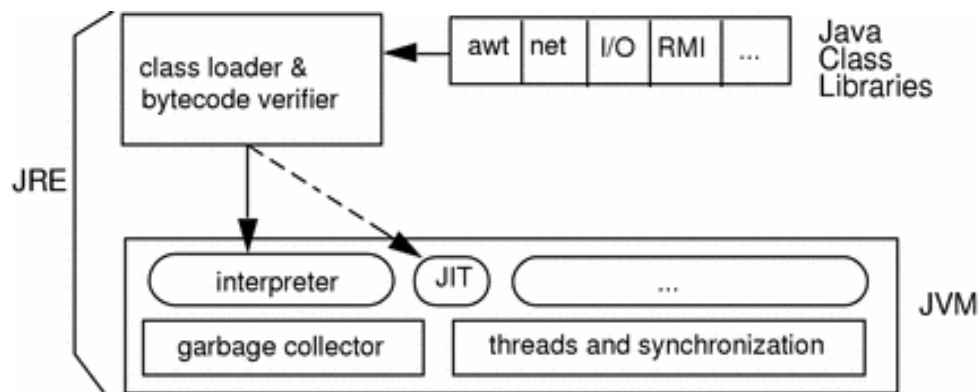 class loader &
bytecode verifier
awt net I/O RMI ...
Java
Class
Libraries
JRE
interpreter
JIT
...
JVM
garbage collector
threads and synchronization